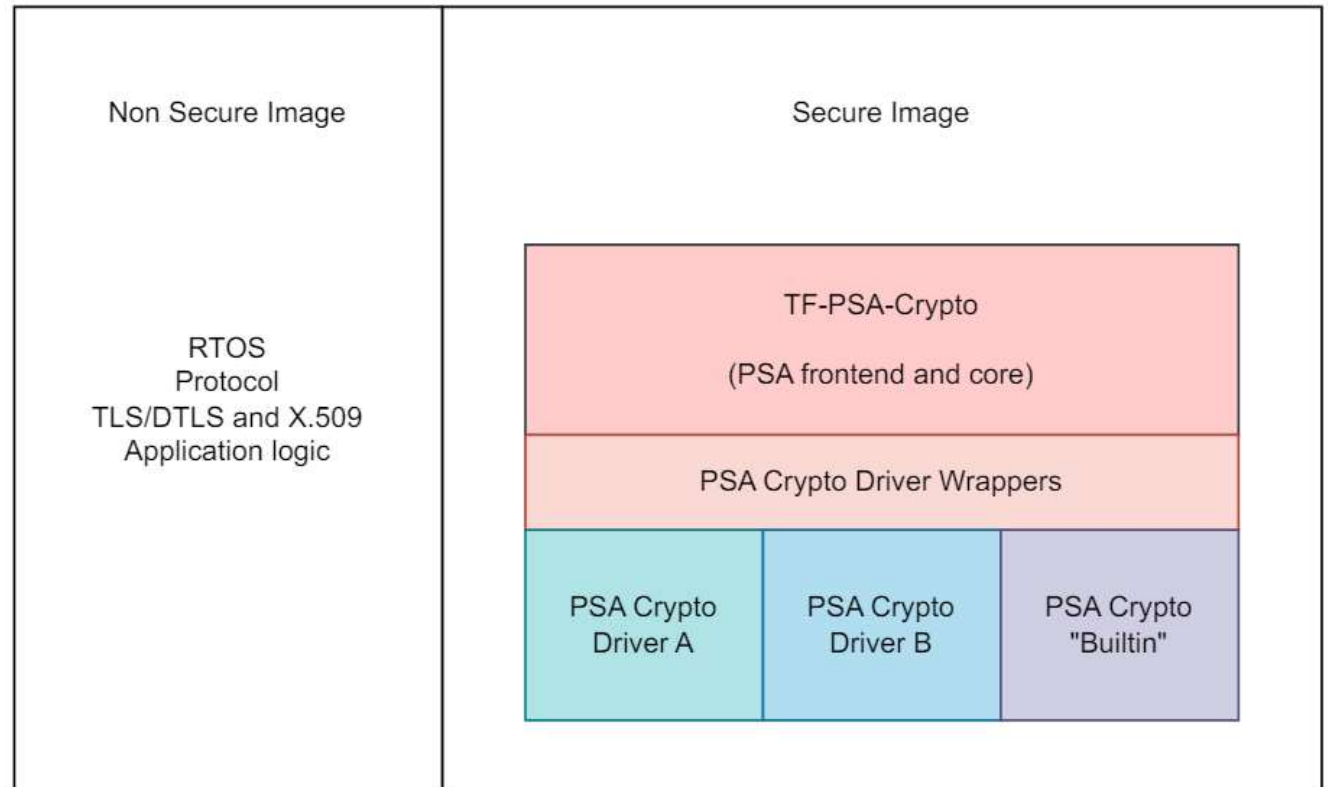 Non Secure Image
RTOS
Protocol
TLS/DTLS and X.509
Application logic
Secure Image
TF-PSA-Crypto
(PSA frontend and core)
PSA Crypto Driver Wrappers
PSA Crypto
Driver A
PSA Crypto
Driver B
PSA Crypto
"Builtin"